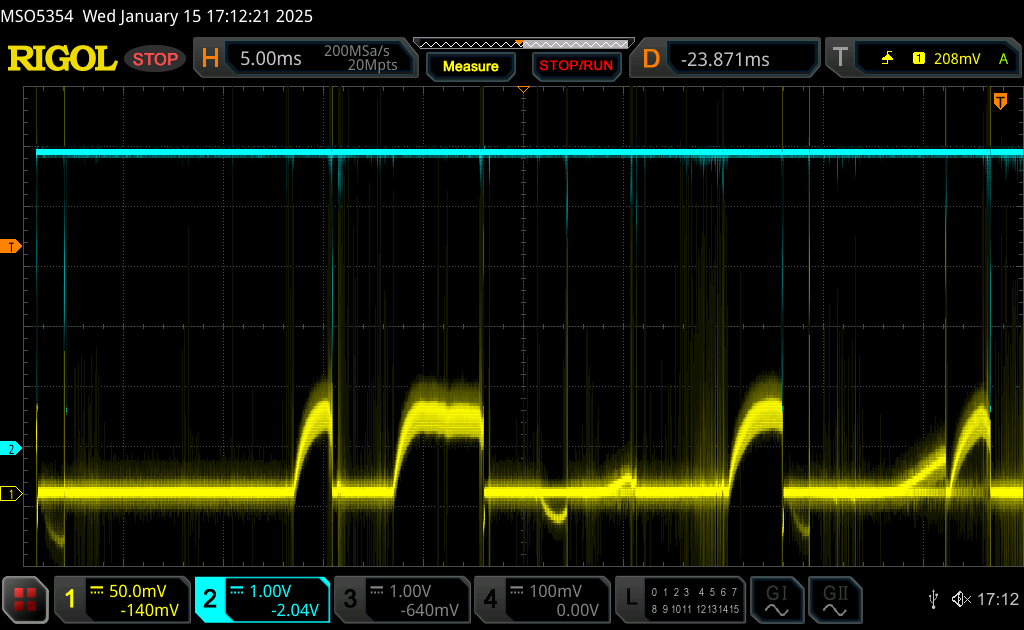 MSO5354 Wed January 15 17:12:21 2025
RIGOL STOP H 5.00ms 200MSa/s 20Mpts Measure STOP/RUN D -23.871ms T 1 208mV A
T
T
2
1
1 50.0mV -140mV 2 1.00V -2.04V 3 1.00V -640mV 4 100mV 0.00V L 0 1 2 3 4 5 6 7 8 9 10 11 12 13 14 15 GI GII 17:12